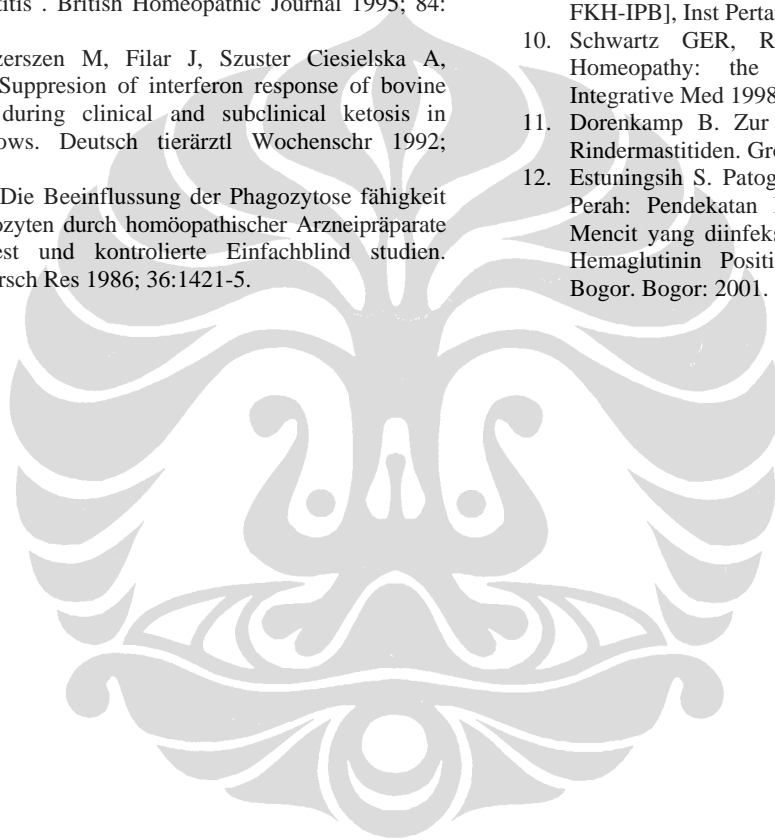 titis . British Homeopathic Journal 1995; 84:
zerszen M, Filar J, Szuster Ciesielska A,
Suppresion of interferon response of bovine
during clinical and subclinical ketosis in
ows. Deutsch tierärztl Wochenschr 1992;
Die Beeinflussung der Phagozytose fähigkeit
ozyten durch homöopathischer Arzneipräparate
est und kontrolierte Einfachblind studien.
rsch Res 1986; 36:1421-5.
FKH-IPB], Inst Perta
10. Schwartz GER, R
Homeopathy: the
Integrative Med 1998
11. Dorenkamp B. Zur
Rindermastitiden. Gre
12. Estuningsih S. Patog
Perah: Pendekatan
Mencit yang diinfeks
Hemaglutinin Positi
Bogor. Bogor: 2001.